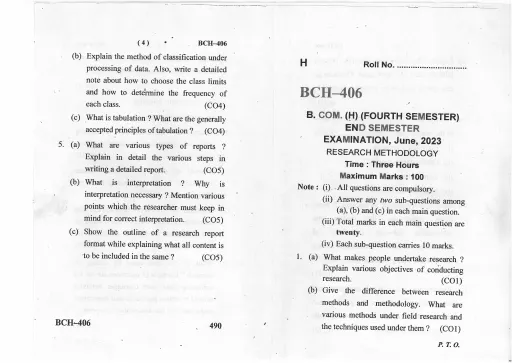 ( 4 )
BCH-406
(b) Explain the method of classification under
processing of data. Also, write a detailed
note about how to choose the class limits
and how to determine the frequency of
each class. (CO4)
(c) What is tabulation ? What are the generally
accepted principles of tabulation ? (CO4)
5. (a) What are various types of reports ?
Explain in detail the various steps in
writing a detailed report. (CO5)
(b) What is interpretation ? Why is
interpretation necessary ? Mention various
points which the researcher must keep in
mind for correct interpretation. (CO5)
(c) Show the outline of a research report
format while explaining what all content is
to be included in the same ? (CO5)
BCH-406
490
H
Roll No. ..............................
BCH-406
B. COM. (H) (FOURTH SEMESTER)
END SEMESTER
EXAMINATION, June, 2023
RESEARCH METHODOLOGY
Time : Three Hours
Maximum Marks : 100
Note : (i) All questions are compulsory.
(ii) Answer any two sub-questions among
(a), (b) and (c) in each main question.
(iii) Total marks in each main question are
twenty.
(iv) Each sub-question carries 10 marks.
1. (a) What makes people undertake research ?
Explain various objectives of conducting
research. (CO1)
(b) Give the difference between research
methods and methodology. What are
various methods under field research and
the techniques used under them ? (CO1)
P. T. O.